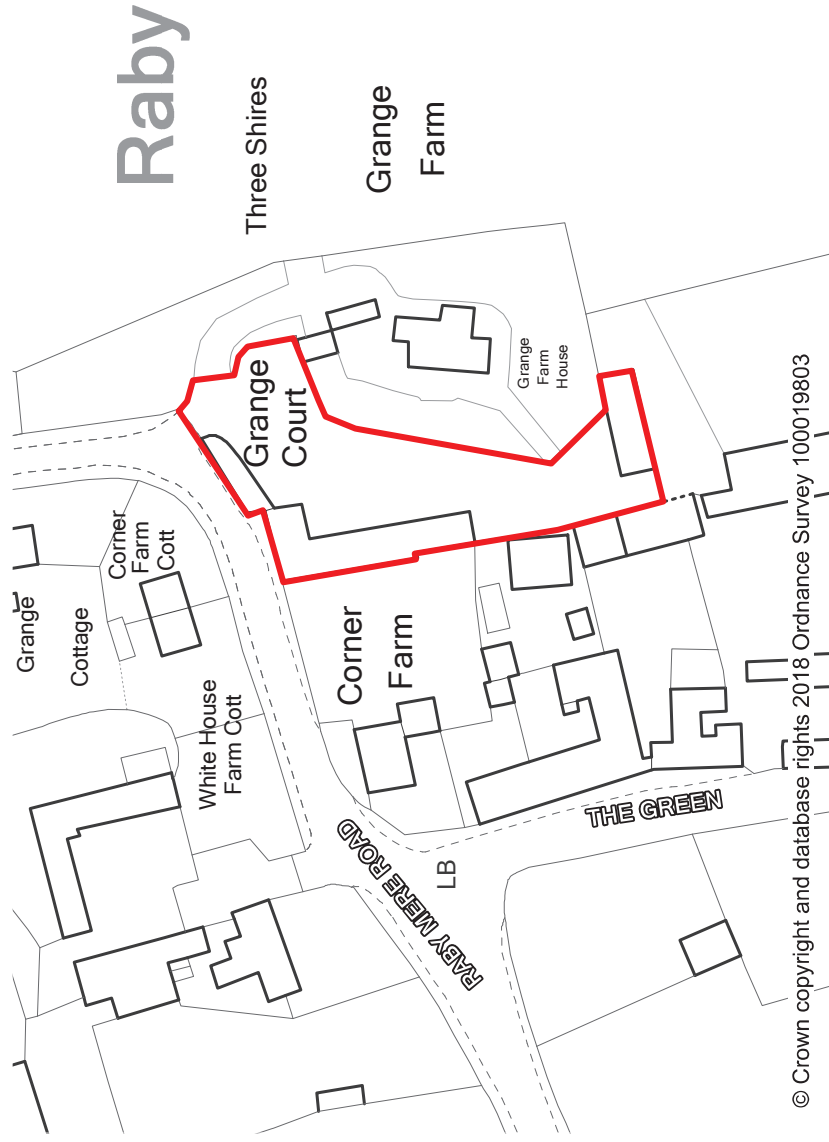 Raby
Three Shires
Grange
Farm
Grange
Court
Grange
Farm
House
Corner
Farm
Cott
Grange
Cottage
White House
Farm Cott
Corner
Farm
RABY MERE ROAD
LB
THE GREEN
© Crown copyright and database rights 2018 Ordnance Survey 100019803